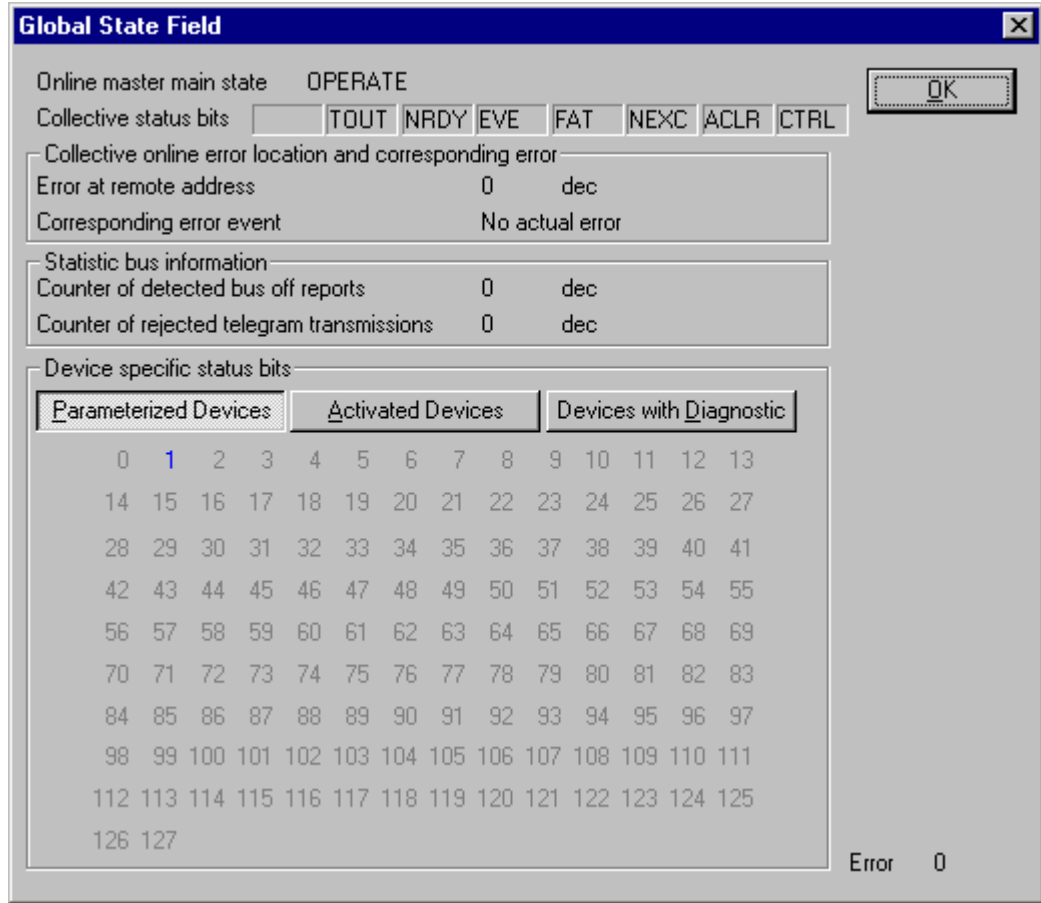 Global State Field
Online master main state OPERATE
OK
Collective status bits TOUT NRDY EVE FAT NEXC ACLR CTRL
Collective online error location and corresponding error
Error at remote address 0 dec
Corresponding error event No actual error
Statistic bus information
Counter of detected bus off reports 0 dec
Counter of rejected telegram transmissions 0 dec
Device specific status bits
Parameterized Devices Activated Devices Devices with Diagnostic
0 1 2 3 4 5 6 7 8 9 10 11 12 13
14 15 16 17 18 19 20 21 22 23 24 25 26 27
28 29 30 31 32 33 34 35 36 37 38 39 40 41
42 43 44 45 46 47 48 49 50 51 52 53 54 55
56 57 58 59 60 61 62 63 64 65 66 67 68 69
70 71 72 73 74 75 76 77 78 79 80 81 82 83
84 85 86 87 88 89 90 91 92 93 94 95 96 97
98 99 100 101 102 103 104 105 106 107 108 109 110 111
112 113 114 115 116 117 118 119 120 121 122 123 124 125
126 127
Error 0